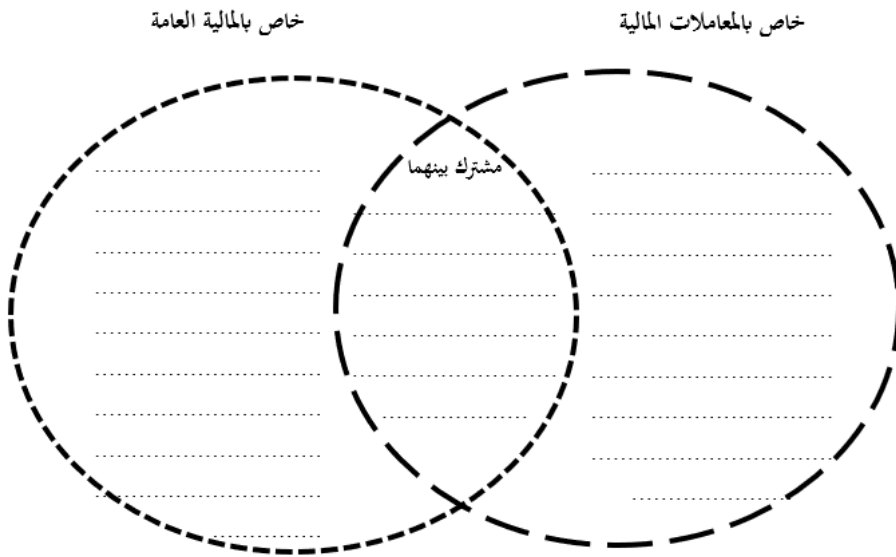 خاص بالمعاملات المالية
خاص بالمالية العامة
مشترك بينهما